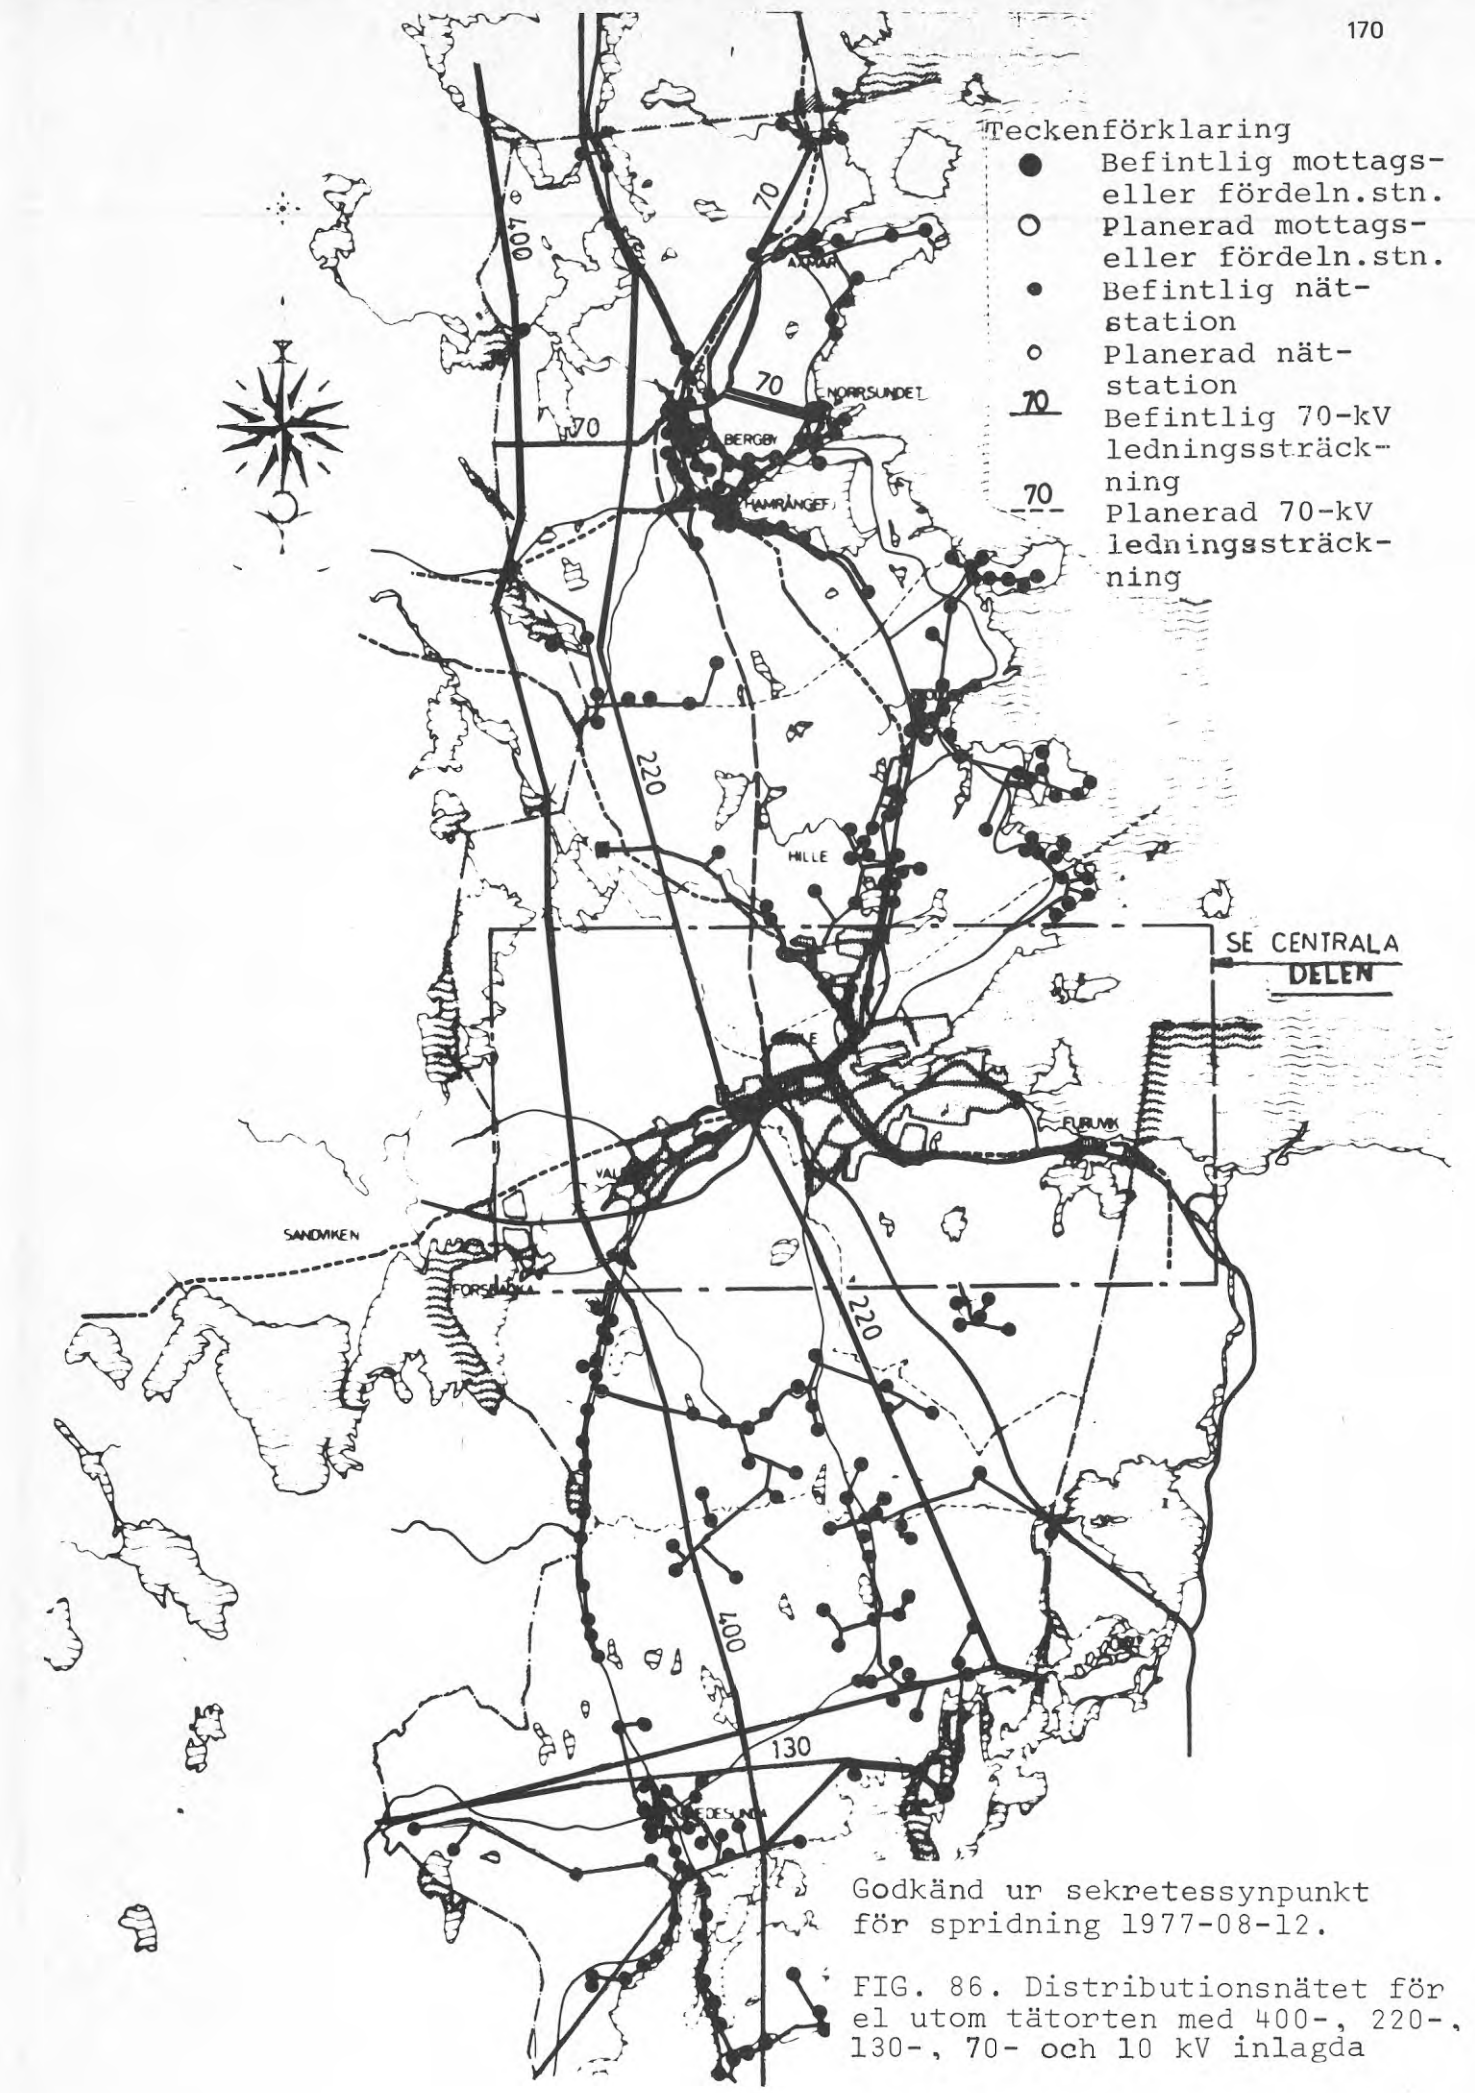 170
Teckenförklaring
Befintlig mottags-
eller fördeln.stn.
Planerad mottags-
eller fördeln.stn.
Befintlig nät-
station
Planerad nät-
station
70
Befintlig 70-kV
ledningssträck-
ning
70
Planerad 70-kV
ledningssträck-
ning
400
70
AXMAR
70
NORRSUNDET
70
BERGBY
HAMRÅNGEF
220
HILLE
SE CENTRALA
DELEN
FURUVIK
VAL
SANDVIKEN
FORSBACKA
220
400
130
HEDESUNDA
Godkänd ur sekretessynpunkt
för spridning 1977-08-12.
FIG. 86. Distributionsnätet för
el utom tätorten med 400-, 220-,
130-, 70- och 10 kV inlagda